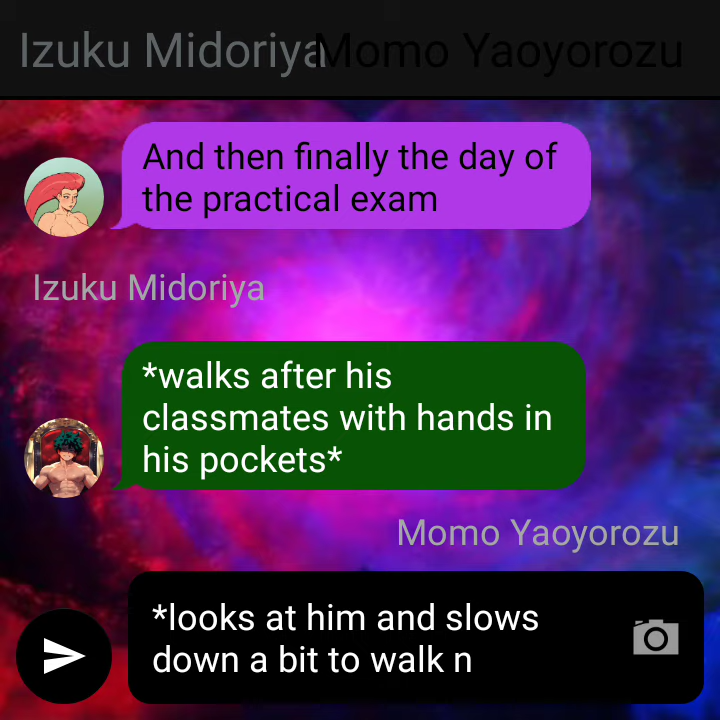 Izuku Midoriya Momo Yaoyorozu
And then finally the day of
the practical exam
Izuku Midoriya
*walks after his
classmates with hands in
his pockets*
Momo Yaoyorozu
*looks at him and slows
down a bit to walk n